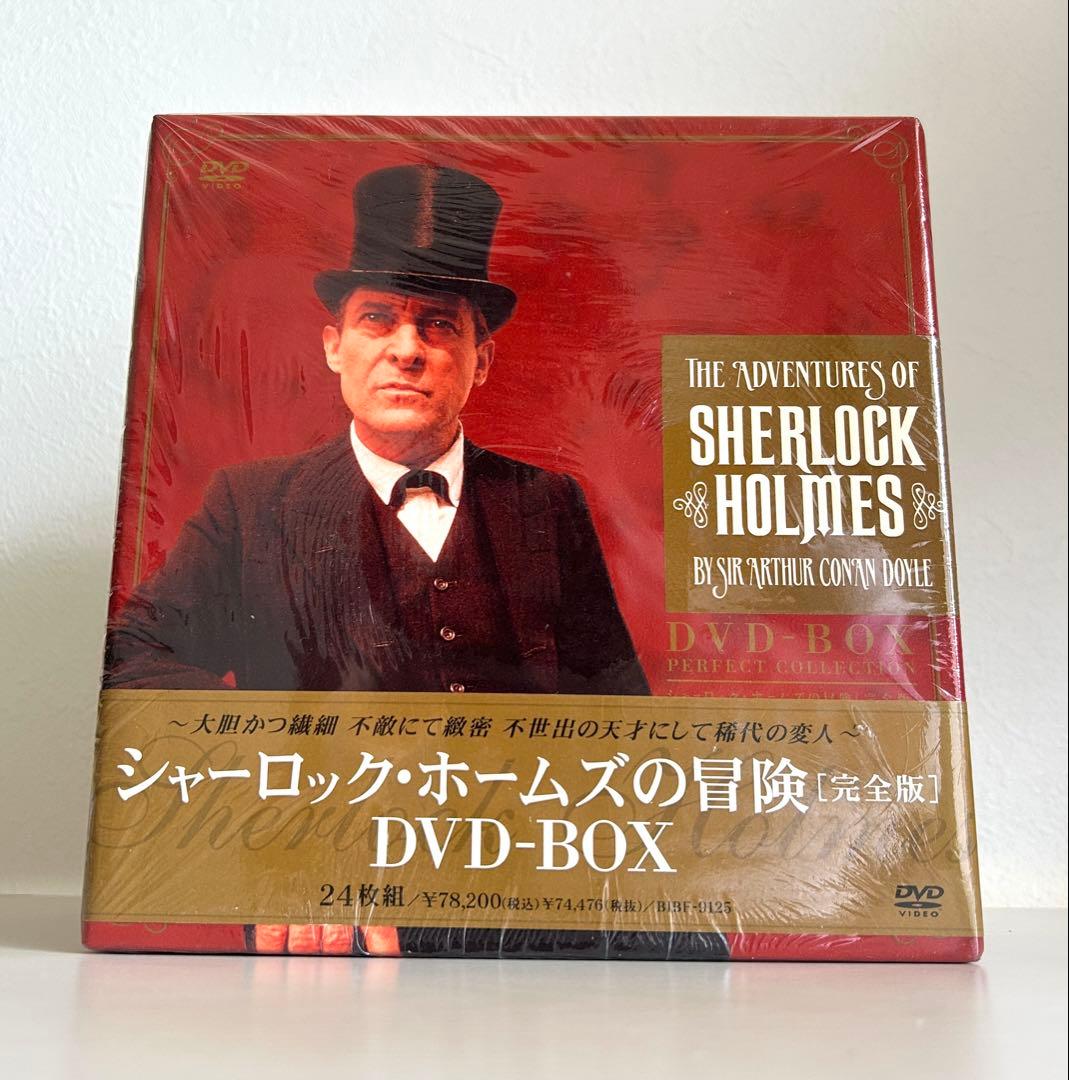 DVD
VIDEO
THE ADVENTURES OF
SHERLOCK
HOLMES
BY SIR ARTHUR CONAN DOYLE
DVD-BOX
PERFECT COLLECTION
～大胆かつ繊細 不敵にて緻密 不世出の天才にして稀代の変人～
シャーロック・ホームズの冒険[完全版]
Sherlock Holmes
DVD-BOX
24枚組/¥78,200(税込)¥74,476(税抜)/BIBF-9125
DVD
VIDEO